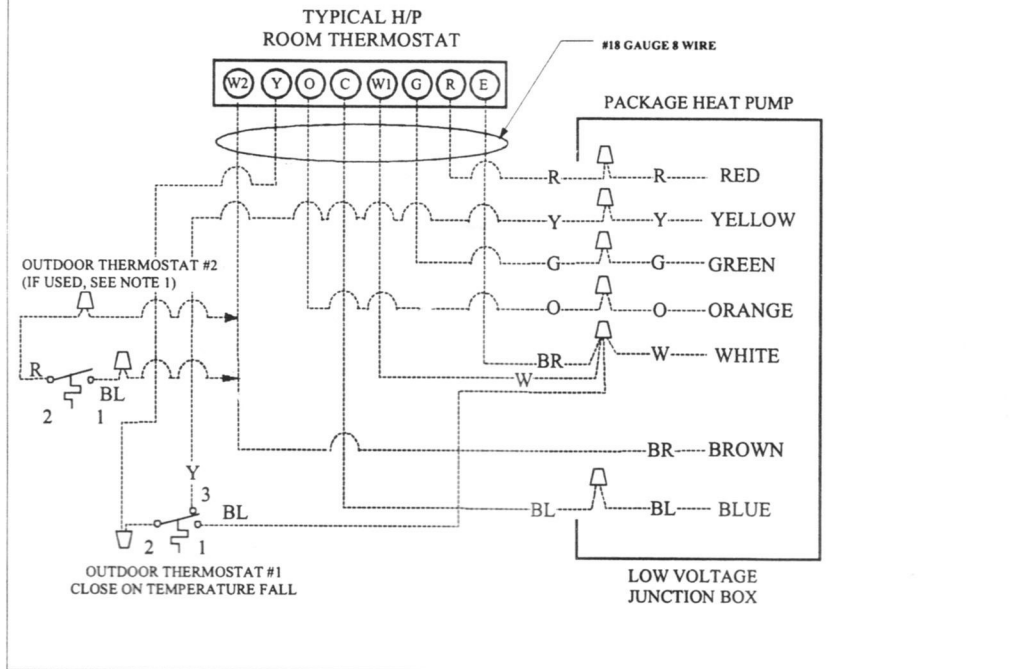 TYPICAL H/P
ROOM THERMOSTAT
#18 GAUGE 8 WIRE
W2 Y O C W1 G R E
PACKAGE HEAT PUMP
R R RED
Y Y YELLOW
G G GREEN
OUTDOOR THERMOSTAT #2
(IF USED, SEE NOTE 1)
O O ORANGE
BR W WHITE
W
R
BL
2 1
BR BROWN
Y
3
BL
BL BL BLUE
2 1
OUTDOOR THERMOSTAT #1
CLOSE ON TEMPERATURE FALL
LOW VOLTAGE
JUNCTION BOX